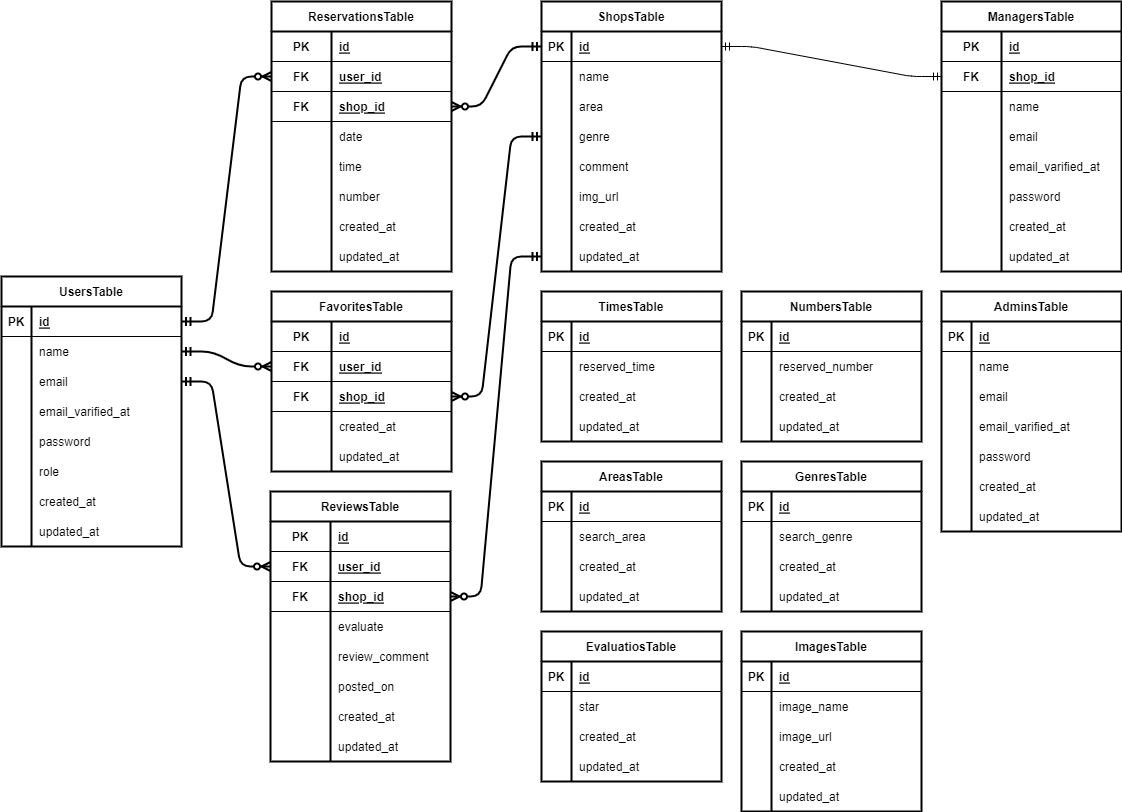 ReservationsTable
PK id
FK user_id
FK shop_id
date
time
number
created_at
updated_at
ShopsTable
PK id
name
area
genre
comment
img_url
created_at
updated_at
ManagersTable
PK id
FK shop_id
name
email
email_varified_at
password
created_at
updated_at
UsersTable
PK id
name
email
email_varified_at
password
role
created_at
updated_at
FavoritesTable
PK id
FK user_id
FK shop_id
created_at
updated_at
TimesTable
PK id
reserved_time
created_at
updated_at
NumbersTable
PK id
reserved_number
created_at
updated_at
AdminsTable
PK id
name
email
email_varified_at
password
created_at
updated_at
ReviewsTable
PK id
FK user_id
FK shop_id
evaluate
review_comment
posted_on
created_at
updated_at
AreasTable
PK id
search_area
created_at
updated_at
GenresTable
PK id
search_genre
created_at
updated_at
EvaluatiosTable
PK id
star
created_at
updated_at
ImagesTable
PK id
image_name
image_url
created_at
updated_at